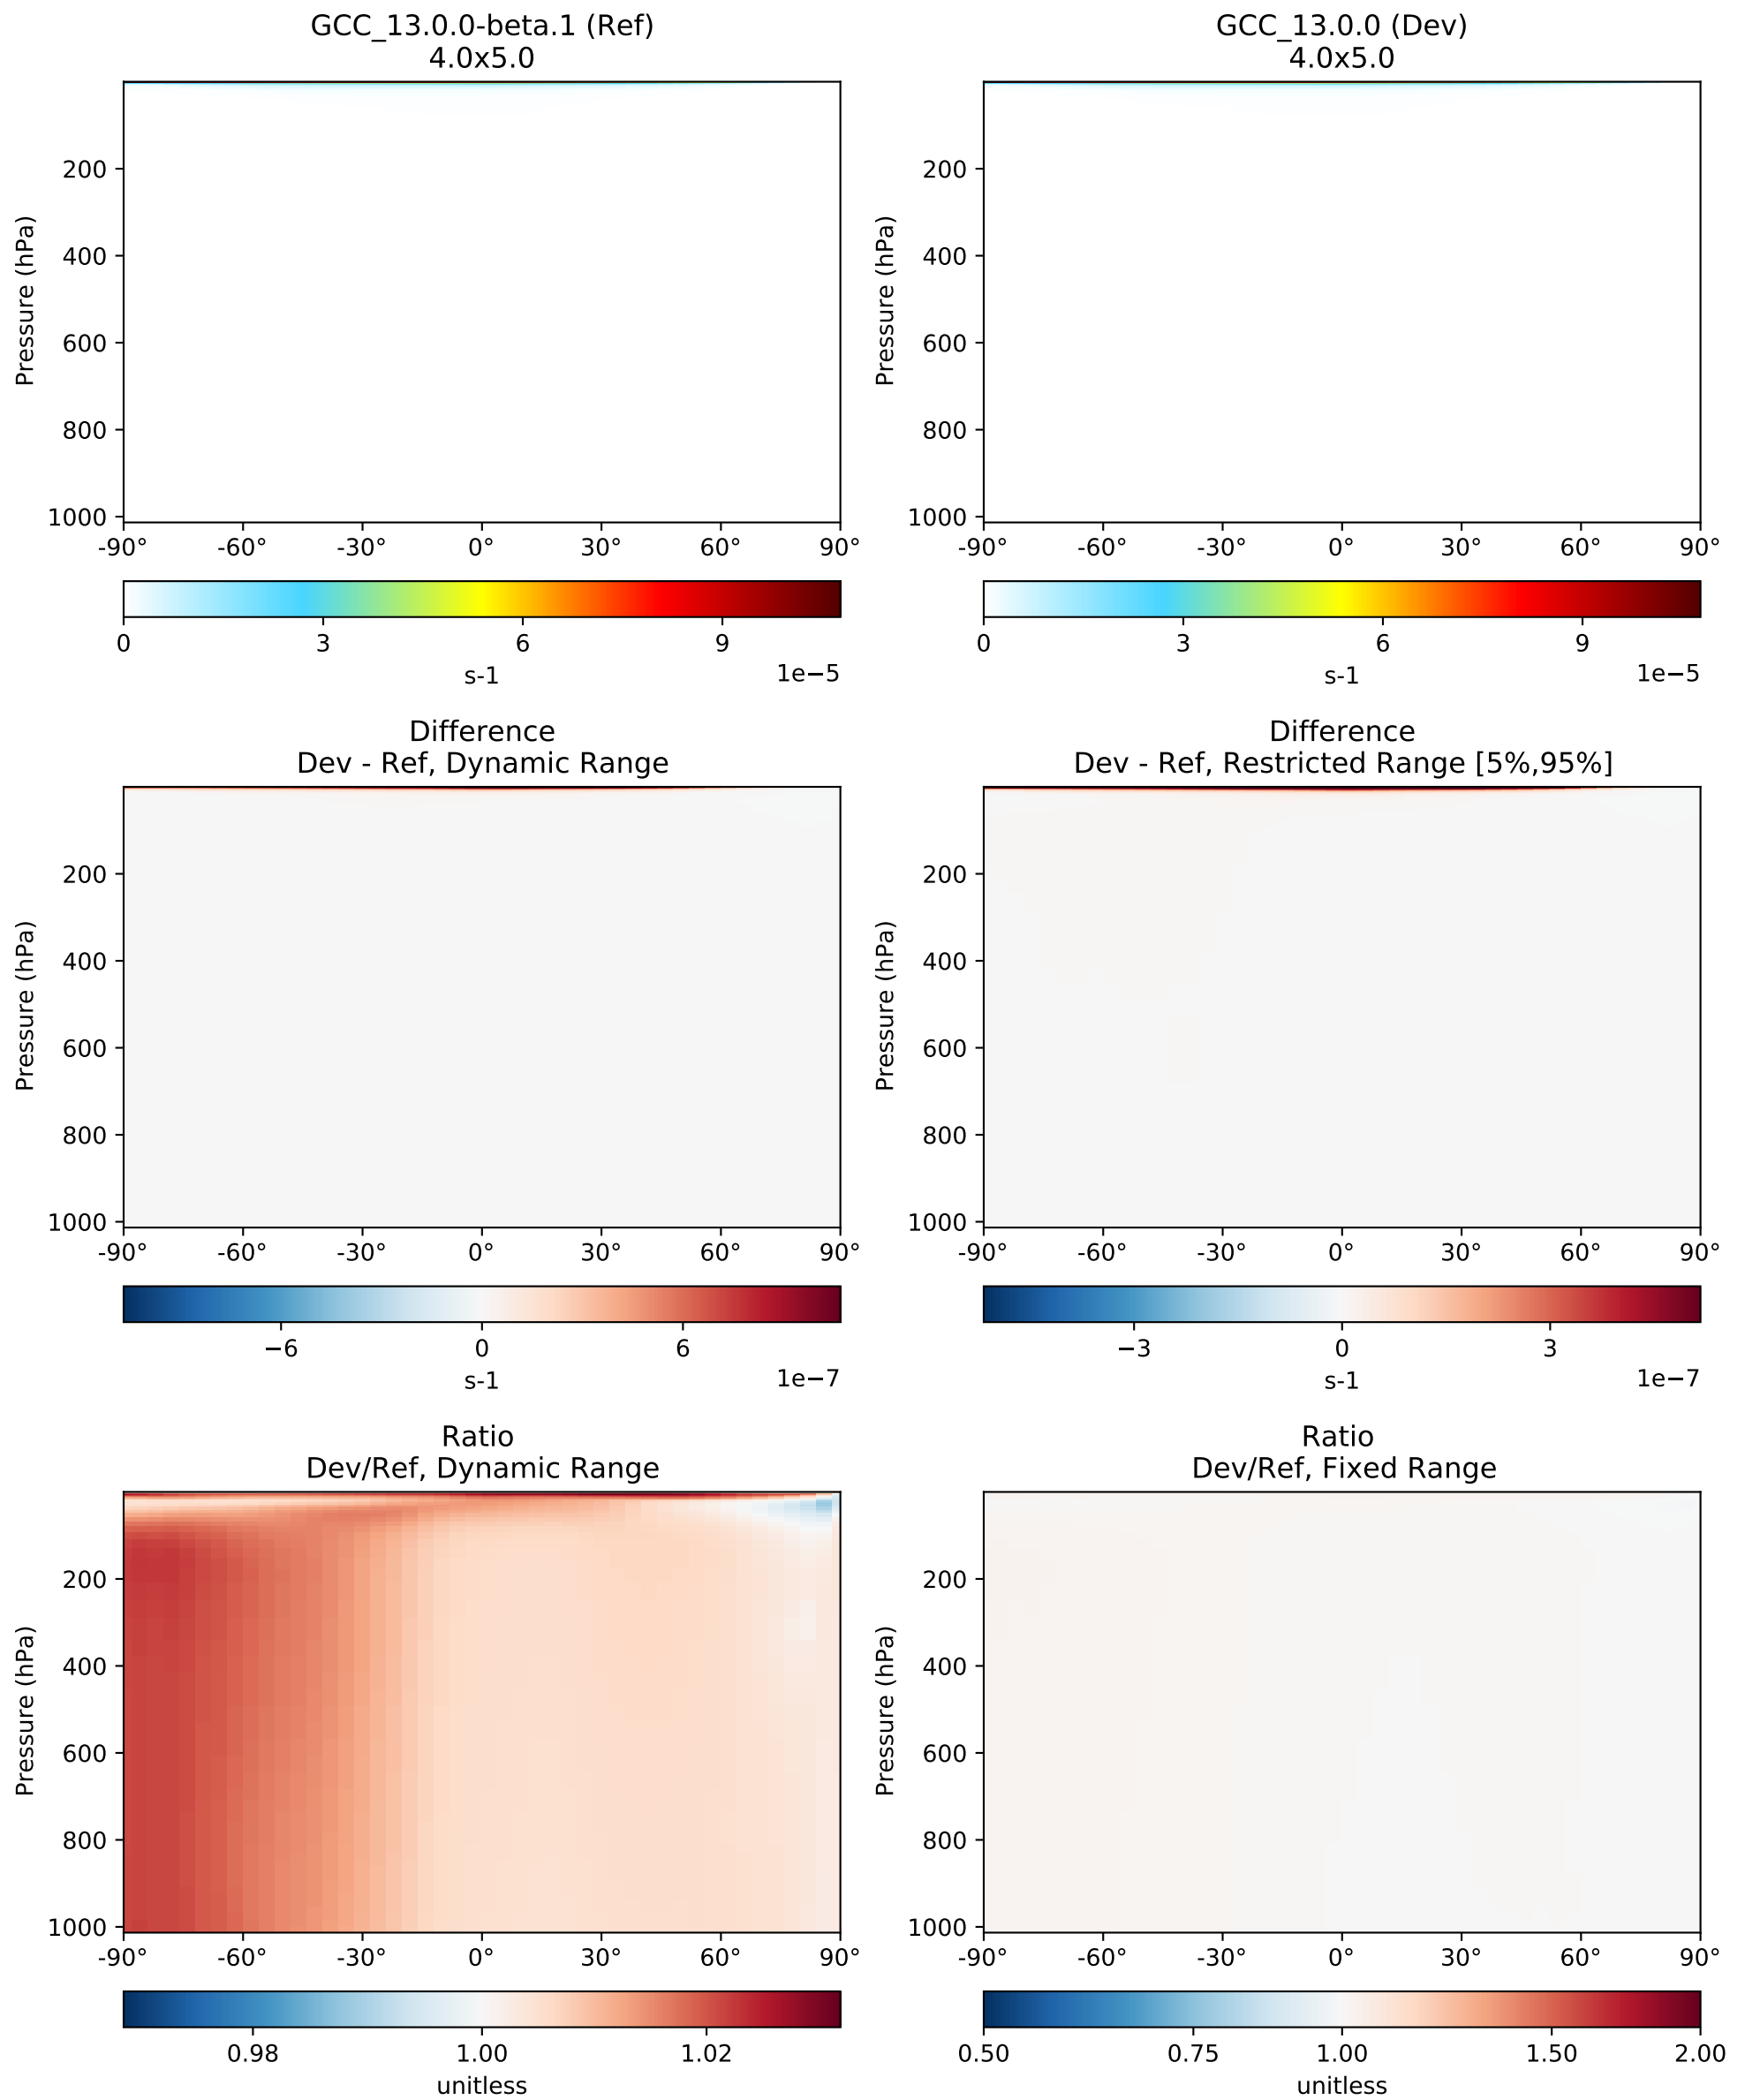 GCC_13.0.0-beta.1 (Ref)
4.0x5.0
Pressure (hPa)
200
400
600
800
1000
-90° -60° -30° 0° 30° 60° 90°
0 3 6 9
s-1 1e−5
GCC_13.0.0 (Dev)
4.0x5.0
Pressure (hPa)
200
400
600
800
1000
-90° -60° -30° 0° 30° 60° 90°
0 3 6 9
s-1 1e−5
Difference
Dev - Ref, Dynamic Range
Pressure (hPa)
200
400
600
800
1000
-90° -60° -30° 0° 30° 60° 90°
−6 0 6
s-1 1e−7
Difference
Dev - Ref, Restricted Range [5%,95%]
Pressure (hPa)
200
400
600
800
1000
-90° -60° -30° 0° 30° 60° 90°
−3 0 3
s-1 1e−7
Ratio
Dev/Ref, Dynamic Range
Pressure (hPa)
200
400
600
800
1000
-90° -60° -30° 0° 30° 60° 90°
0.98 1.00 1.02
unitless
Ratio
Dev/Ref, Fixed Range
Pressure (hPa)
200
400
600
800
1000
-90° -60° -30° 0° 30° 60° 90°
0.50 0.75 1.00 1.50 2.00
unitless